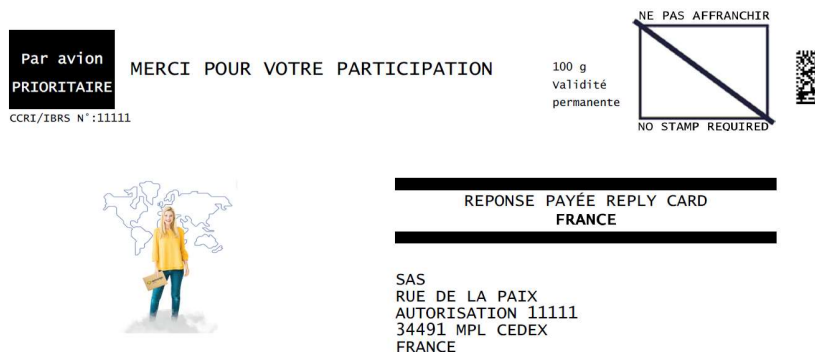 NE PAS AFFRANCHIR
Par avion
PRIORITAIRE
MERCI POUR VOTRE PARTICIPATION
100 g
Validité
permanente
NO STAMP REQUIRED
CCRI/IBRS N°:11111
REPONSE PAYÉE REPLY CARD
FRANCE
SAS
RUE DE LA PAIX
AUTORISATION 11111
34491 MPL CEDEX
FRANCE